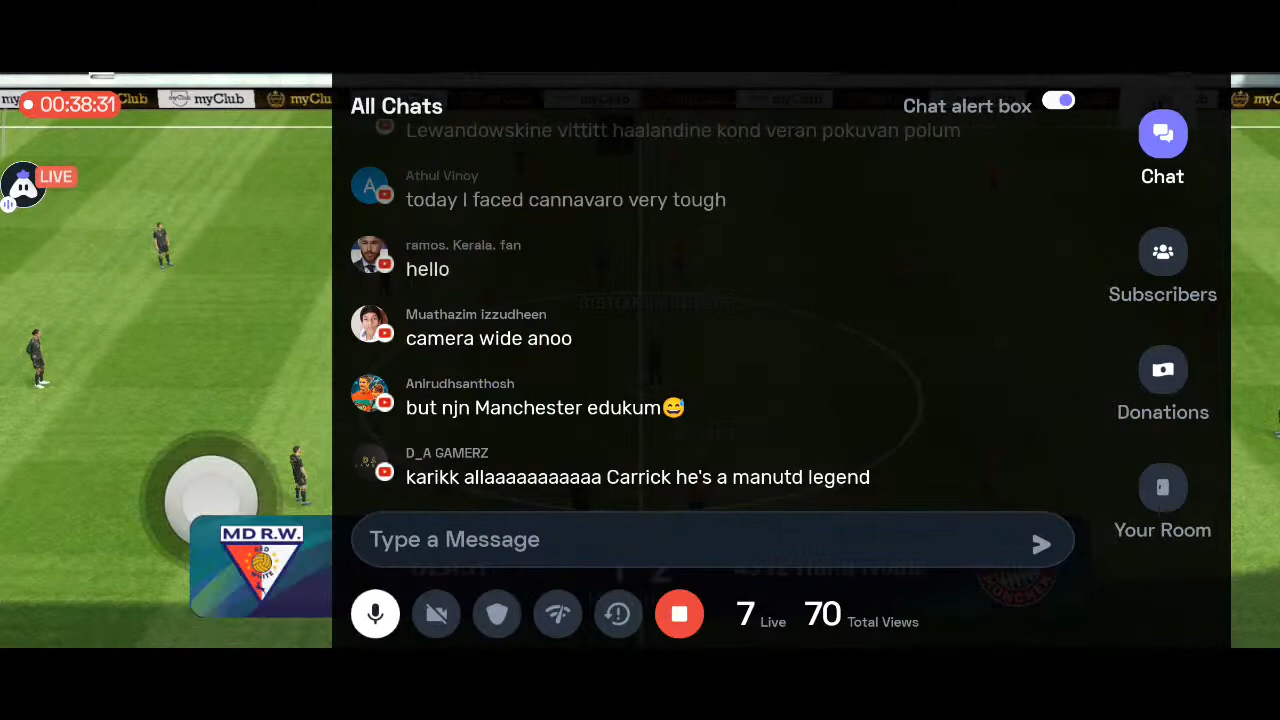 myClub
myClub
myClub
00:38:31
LIVE
All Chats
Chat alert box
Lewandowskine vittitt haalandine kond veran pokuvan polum
Athul Vinoy
today I faced cannavaro very tough
ramos. Kerala. fan
hello
Muathazim izzudheen
camera wide anoo
Anirudhsanthosh
but njn Manchester edukum😅
D_A GAMERZ
karikk allaaaaaaaaaaa Carrick he's a manutd legend
Type a Message
7 Live 70 Total Views
Chat
Subscribers
Donations
Your Room
MD R.W.
RED
WHITE